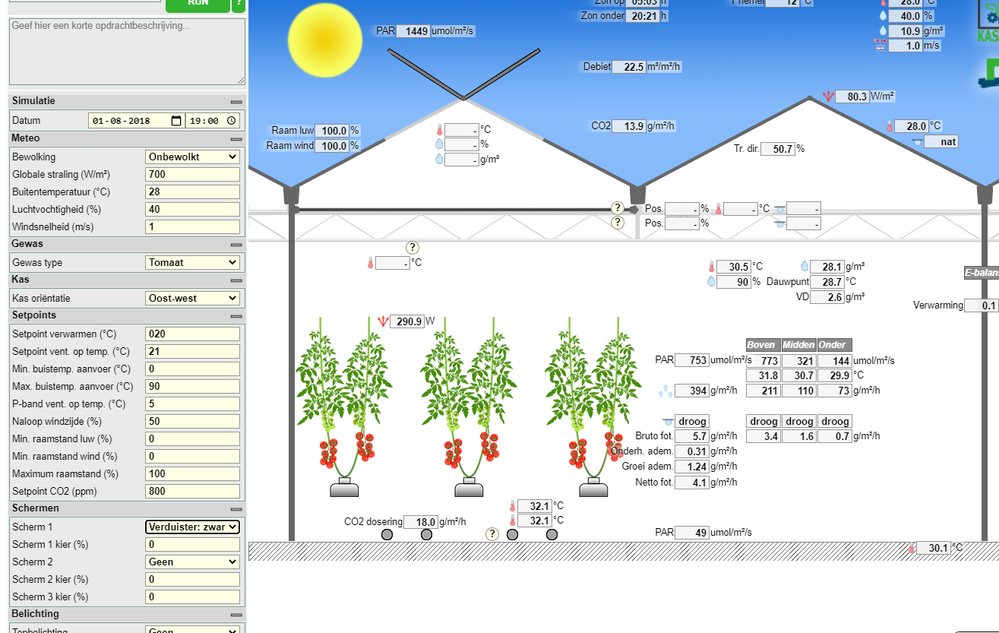 RUN ?
Geef hier een korte opdrachtbeschrijving...
Simulatie
Datum 01-08-2018 19:00
Meteo
Bewolking Onbewolkt
Globale straling (W/m²) 700
Buitentemperatuur (°C) 28
Luchtvochtigheid (%) 40
Windsnelheid (m/s) 1
Gewas
Gewas type Tomaat
Kas
Kas oriëntatie Oost-west
Setpoints
Setpoint verwarmen (°C) 020
Setpoint vent. op temp. (°C) 21
Min. buistemp. aanvoer (°C) 0
Max. buistemp. aanvoer (°C) 90
P-band vent. op temp. (°C) 5
Naloop windzijde (%) 50
Min. raamstand luw (%) 0
Min. raamstand wind (%) 0
Maximum raamstand (%) 100
Setpoint CO2 (ppm) 800
Schermen
Scherm 1 Verduister: zwar
Scherm 1 kier (%) 0
Scherm 2 Geen
Scherm 2 kier (%) 0
Scherm 3 kier (%) 0
Belichting
Topbelichting Geen
Zon op 05:03 h
Zon onder 20:21 h
T hemel 12 °C
28.0 °C
40.0 %
10.9 g/m³
1.0 m/s
KAS
PAR 1449 umol/m²/s
Debiet 22.5 m³/m²/h
80.3 W/m²
CO2 13.9 g/m²/h
28.0 °C
nat
Raam luw 100.0 %
Raam wind 100.0 %
- °C
- %
- g/m³
Tr. dir. 50.7 %
? Pos. - % - °C -
? Pos. - % -
?
- °C
30.5 °C 28.1 g/m³
90 % Dauwpunt 28.7 °C
VD 2.6 g/m³
E-balans
Verwarming 0.1
290.9 W
Boven Midden Onder
PAR 753 umol/m²/s 773 321 144 umol/m²/s
31.8 30.7 29.9 °C
394 g/m²/h 211 110 73 g/m²/h
droog droog droog droog
Bruto fot. 5.7 g/m²/h 3.4 1.6 0.7 g/m²/h
Onderh. adem. 0.31 g/m²/h
Groei adem. 1.24 g/m²/h
Netto fot. 4.1 g/m²/h
32.1 °C
CO2 dosering 18.0 g/m²/h 32.1 °C
?
PAR 49 umol/m²/s
30.1 °C